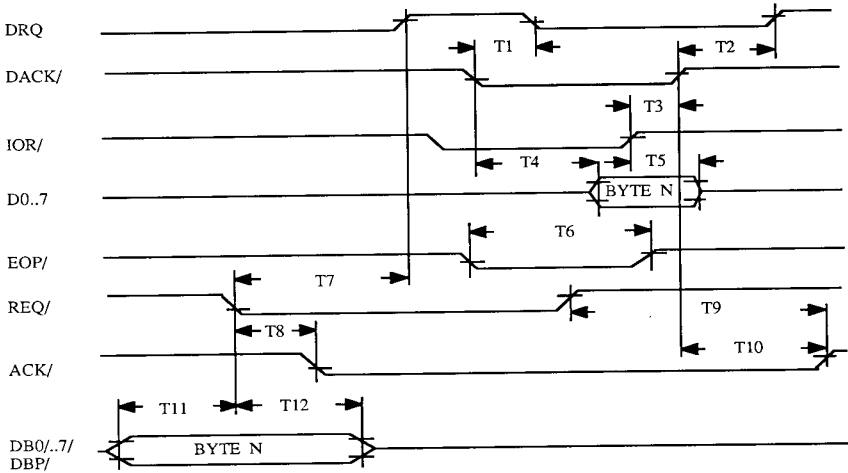 DRQ
T1
T2
DACK/
T3
IOR/
T4
T5
D0..7
BYTE N
T6
EOP/
T7
REQ/
T8
T9
T10
ACK/
T11
T12
DB0/..7/
DBP/
BYTE N